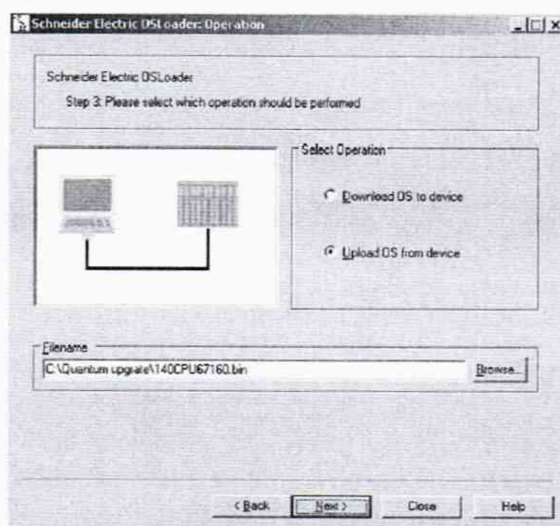 Schneider Electric OSLoader: Operation
Schneider Electric OSLoader
Step 3: Please select which operation should be performed
Select Operation
Download OS to device
Upload OS from device
Filename
C:\Quantum upgrate\140CPU67160.bin
Browse...
< Back
Next >
Close
Help